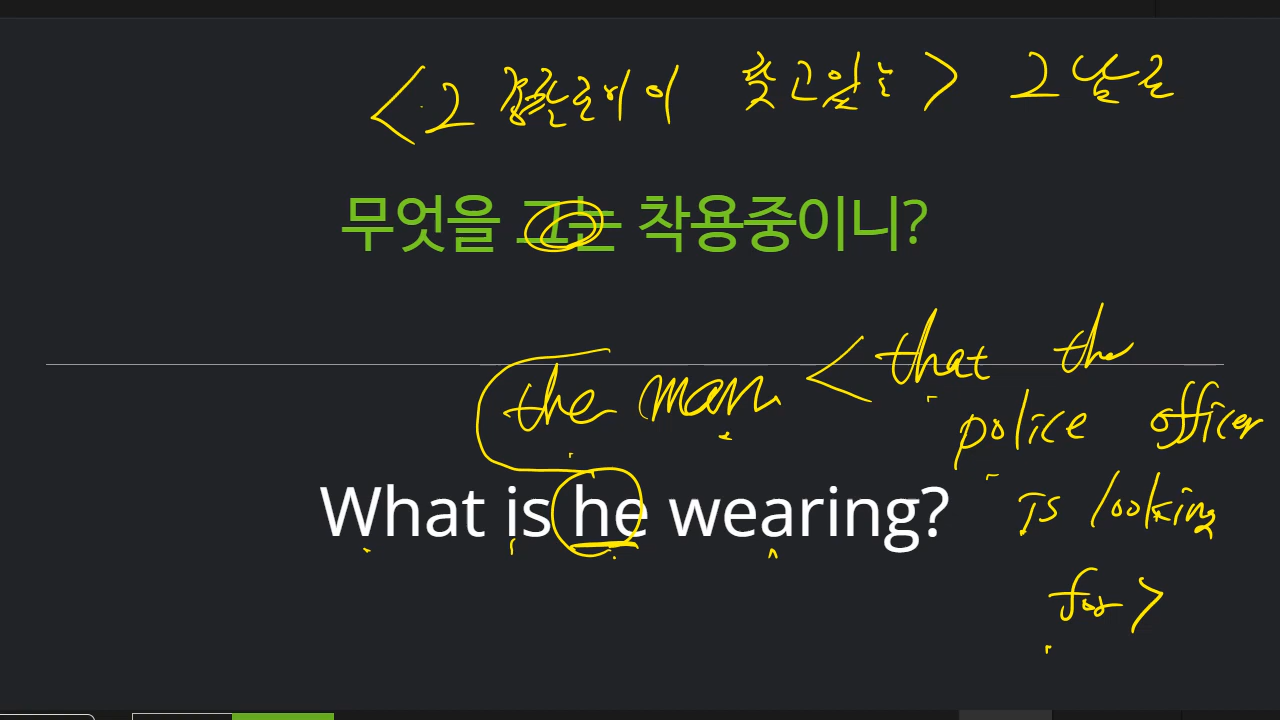 <그 경찰관이 찾고있는> 그 남자는
무엇을 그는 착용중이니?
the man <that the
police officer
is looking
for>
What is he wearing?